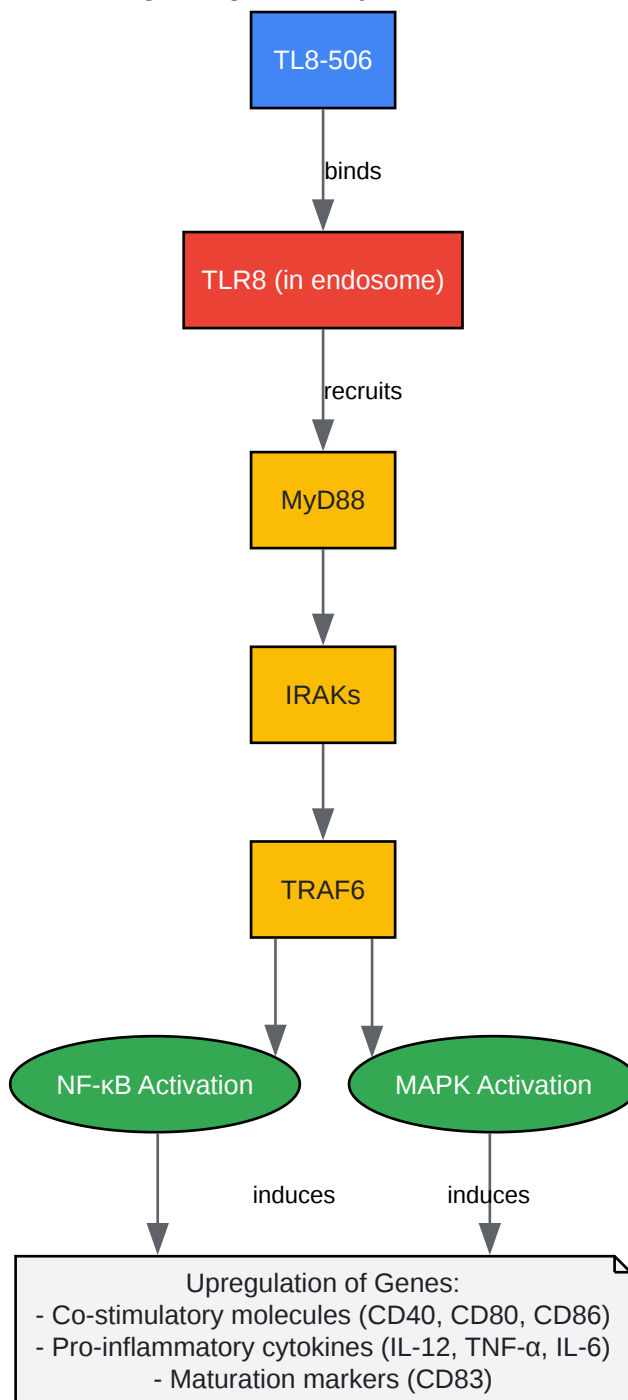 TL8-506
binds
TLR8 (in endosome)
recruits
MyD88
IRAKs
TRAF6
NF-κB Activation
MAPK Activation
induces
induces
Upregulation of Genes:
- Co-stimulatory molecules (CD40, CD80, CD86)
- Pro-inflammatory cytokines (IL-12, TNF-α, IL-6)
- Maturation markers (CD83)